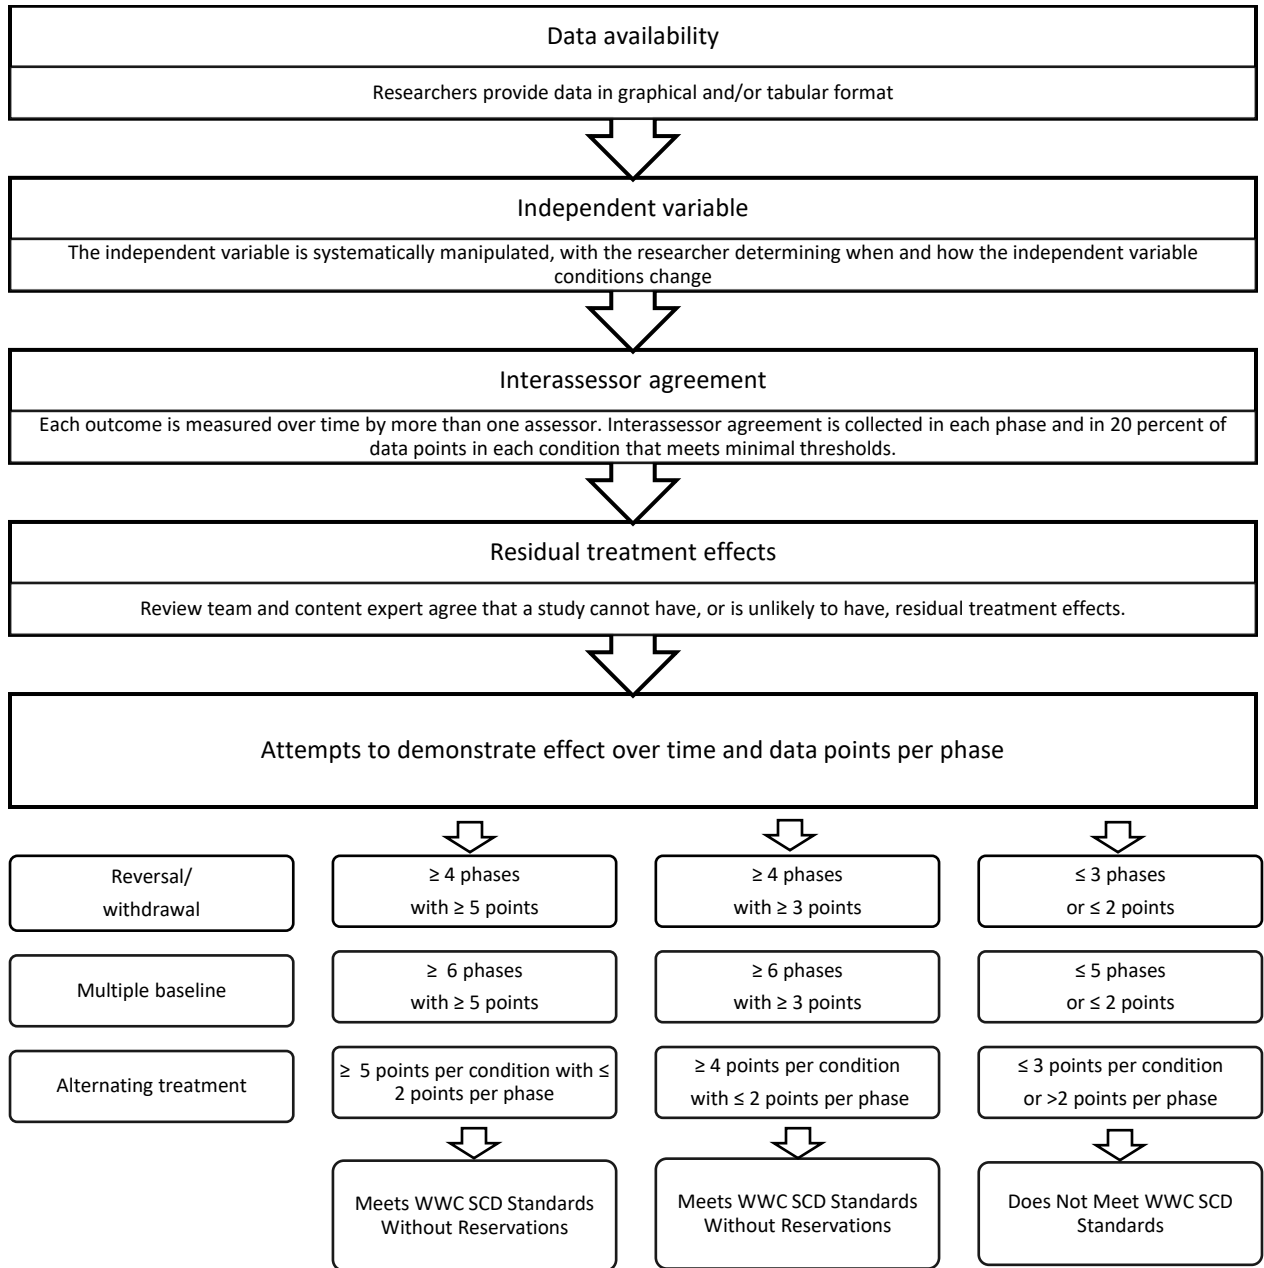 Data availability
Researchers provide data in graphical and/or tabular format
Independent variable
The independent variable is systematically manipulated, with the researcher determining when and how the independent variable
conditions change
Interassessor agreement
Each outcome is measured over time by more than one assessor. Interassessor agreement is collected in each phase and in 20 percent of
data points in each condition that meets minimal thresholds.
Residual treatment effects
Review team and content expert agree that a study cannot have, or is unlikely to have, residual treatment effects.
Attempts to demonstrate effect over time and data points per phase
Reversal/
withdrawal
≥ 4 phases
with ≥ 5 points
≥ 4 phases
with ≥ 3 points
≤ 3 phases
or ≤ 2 points
Multiple baseline
≥ 6 phases
with ≥ 5 points
≥ 6 phases
with ≥ 3 points
≤ 5 phases
or ≤ 2 points
Alternating treatment
≥ 5 points per condition with ≤
2 points per phase
≥ 4 points per condition
with ≤ 2 points per phase
≤ 3 points per condition
or >2 points per phase
Meets WWC SCD Standards
Without Reservations
Meets WWC SCD Standards
Without Reservations
Does Not Meet WWC SCD
Standards